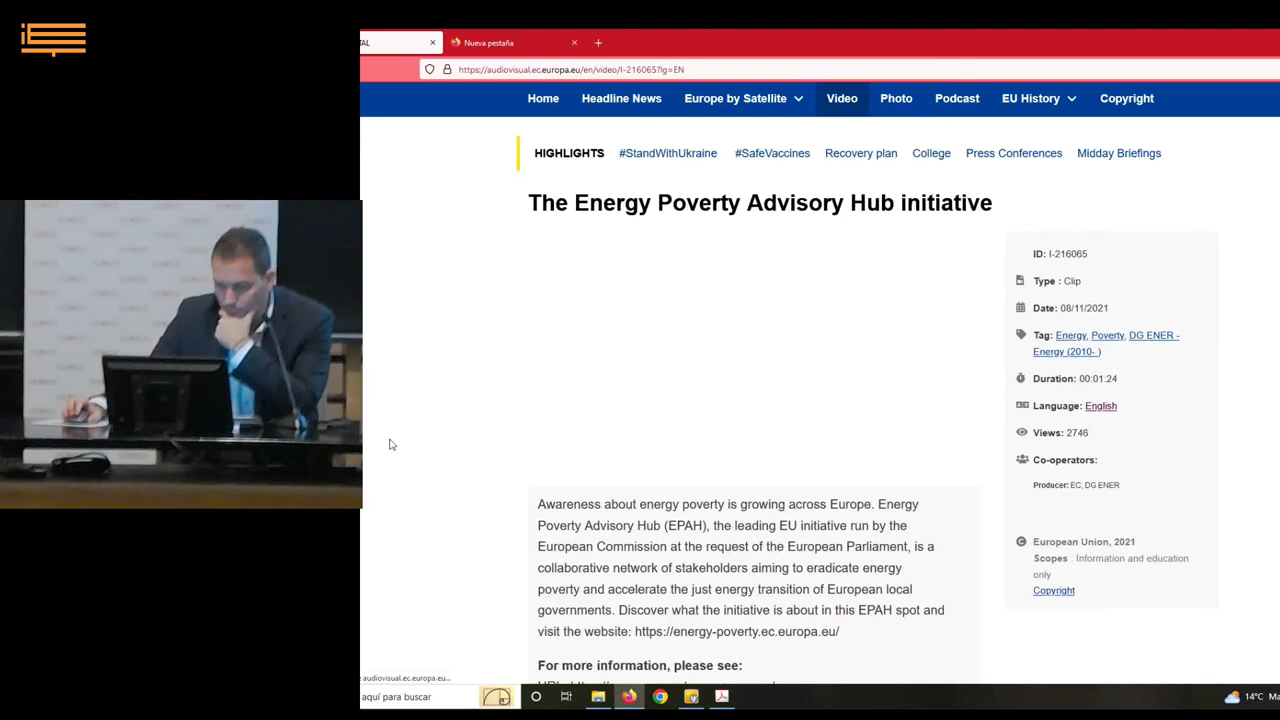 TAL
Nueva pestaña
https://audiovisual.ec.europa.eu/en/video/I-216065?lg=EN
Home Headline News Europe by Satellite Video Photo Podcast EU History Copyright
HIGHLIGHTS #StandWithUkraine #SafeVaccines Recovery plan College Press Conferences Midday Briefings
The Energy Poverty Advisory Hub initiative
ID: I-216065
Type : Clip
Date: 08/11/2021
Tag: Energy, Poverty, DG ENER -
Energy (2010- )
Duration: 00:01:24
Language: English
Views: 2746
Co-operators:
Producer: EC, DG ENER
European Union, 2021
Scopes : Information and education
only
Copyright
Awareness about energy poverty is growing across Europe. Energy
Poverty Advisory Hub (EPAH), the leading EU initiative run by the
European Commission at the request of the European Parliament, is a
collaborative network of stakeholders aiming to eradicate energy
poverty and accelerate the just energy transition of European local
governments. Discover what the initiative is about in this EPAH spot and
visit the website: https://energy-poverty.ec.europa.eu/
For more information, please see:
audiovisual.ec.europa.eu...
aquí para buscar
14°C Ma